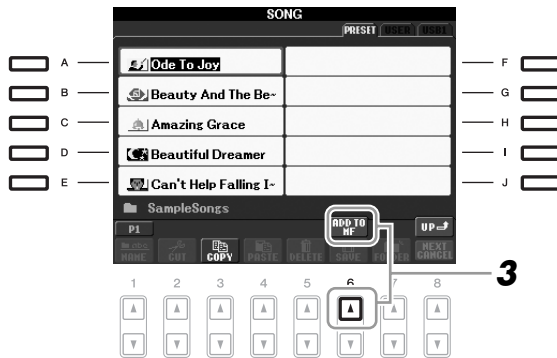 SONG
PRESET USER USB1
A Ode To Joy F
B Beauty And The Be~ G
C Amazing Grace H
D Beautiful Dreamer I
E Can't Help Falling I~ J
SampleSongs
ADD TO MF
P1 UP
NAME CUT COPY PASTE DELETE SAVE FOLDER NEXT CANCEL
3
1 2 3 4 5 6 7 8